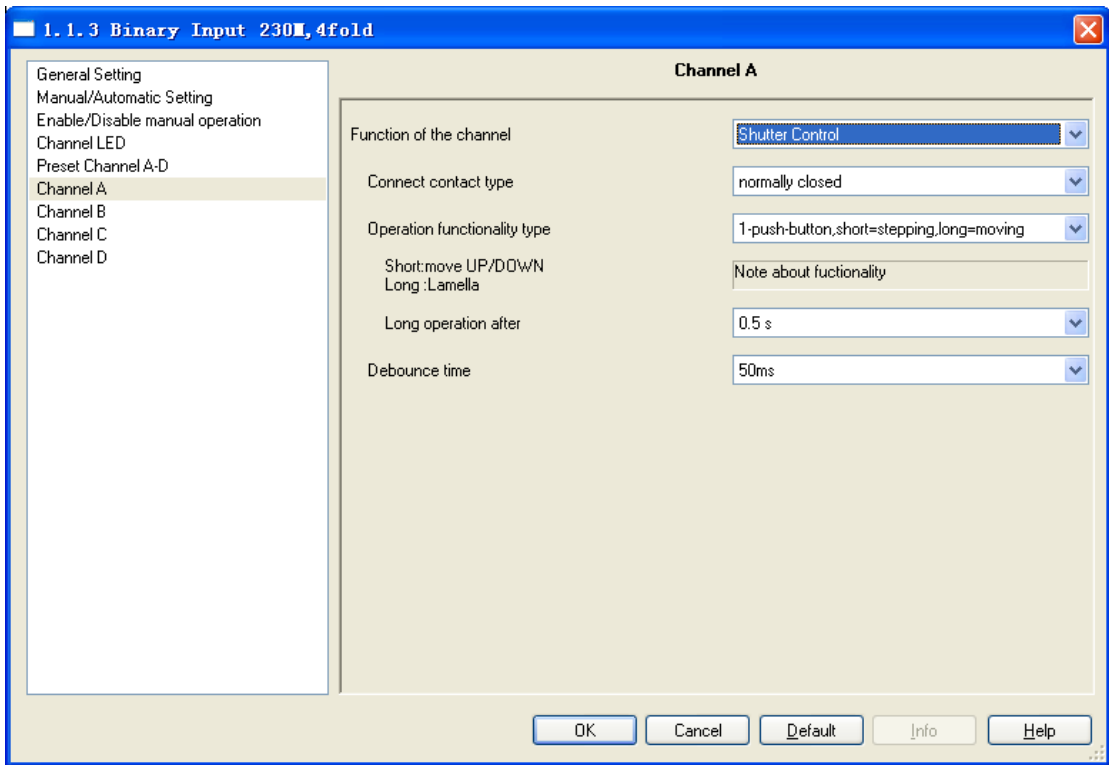 1.1.3 Binary Input 230M,4fold
General Setting
Manual/Automatic Setting
Enable/Disable manual operation
Channel LED
Preset Channel A-D
Channel A
Channel B
Channel C
Channel D
Channel A
Function of the channel
Shutter Control
Connect contact type
normally closed
Operation functionality type
1-push-button,short=stepping,long=moving
Short:move UP/DOWN
Long :Lamella
Note about fuctionality
Long operation after
0.5 s
Debounce time
50ms
OK
Cancel
Default
Info
Help